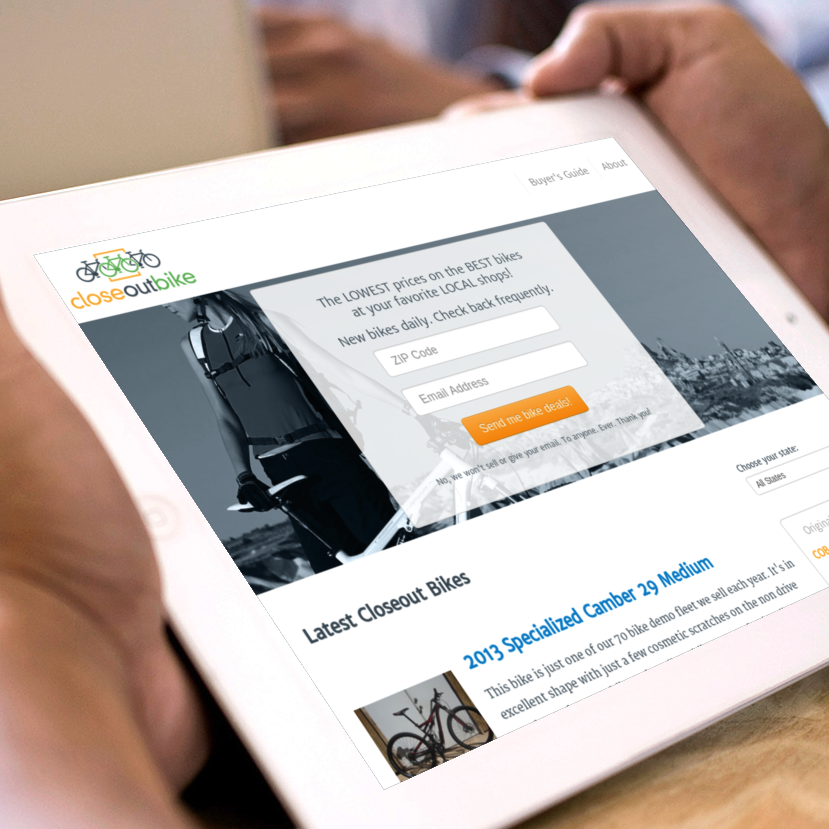 Buyer's Guide About
closeoutbike
The LOWEST prices on the BEST bikes
at your favorite LOCAL shops!
New bikes daily. Check back frequently.
ZIP Code
Email Address
Send me bike deals!
No, we won't sell or give your email. To anyone. Ever. Thank you!
Choose your state:
All States
Latest Closeout Bikes
2013 Specialized Camber 29 Medium
This bike is just one of our 70 bike demo fleet we sell each year. It's in
excellent shape with just a few cosmetic scratches on the non drive